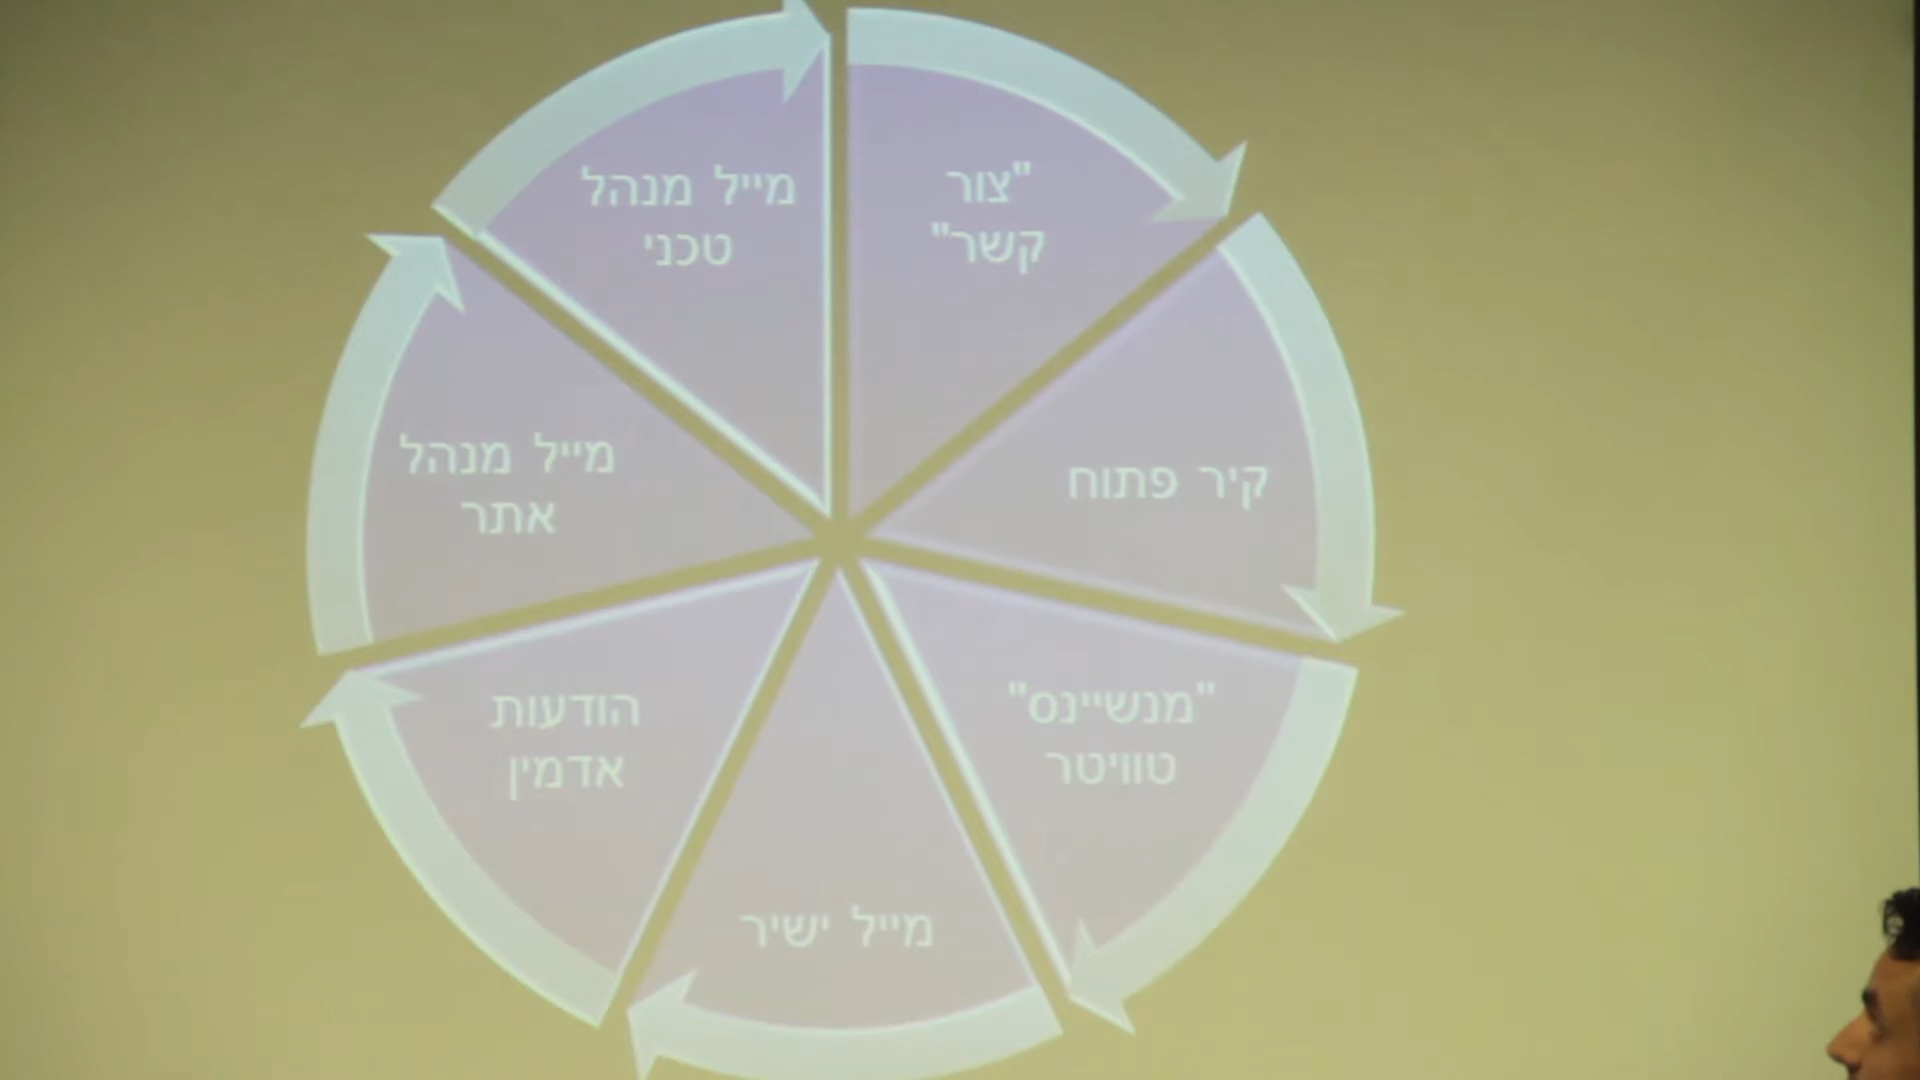 "צור
קשר"
קיר פתוח
"מנשיינס"
טוויטר
מייל ישיר
הודעות
אדמין
מייל מנהל
אתר
מייל מנהל
טכני